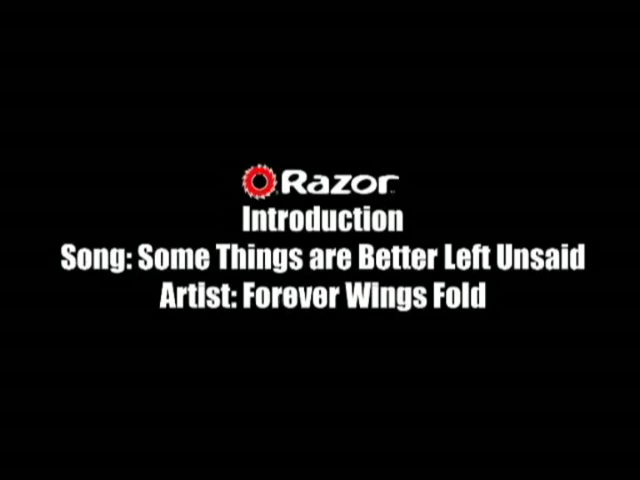 Razor
Introduction
Song: Some Things are Better Left Unsaid
Artist: Forever Wings Fold